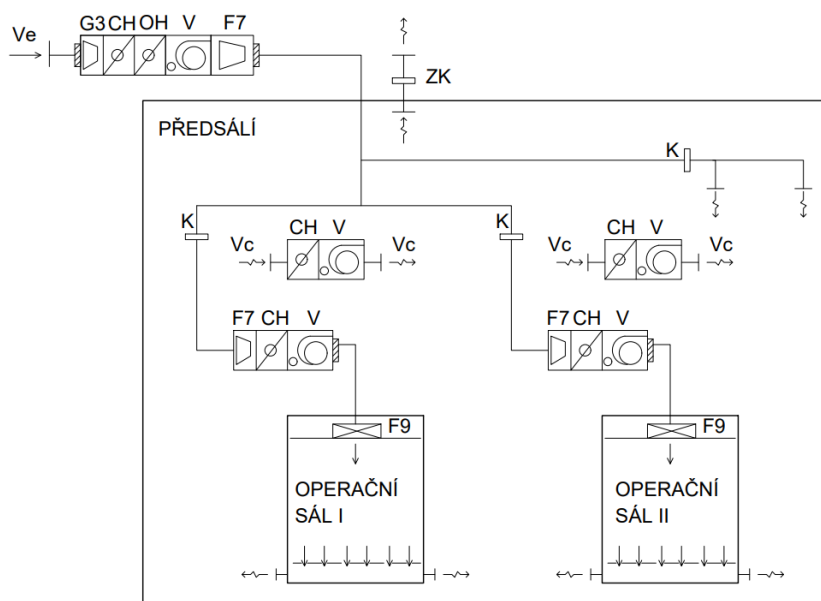 G3 CH OH V F7
Ve
ZK
PŘEDSÁLÍ
K
K
K
CH V
Vc Vc
CH V
Vc Vc
F7 CH V
F7 CH V
F9
OPERAČNÍ
SÁL I
F9
OPERAČNÍ
SÁL II